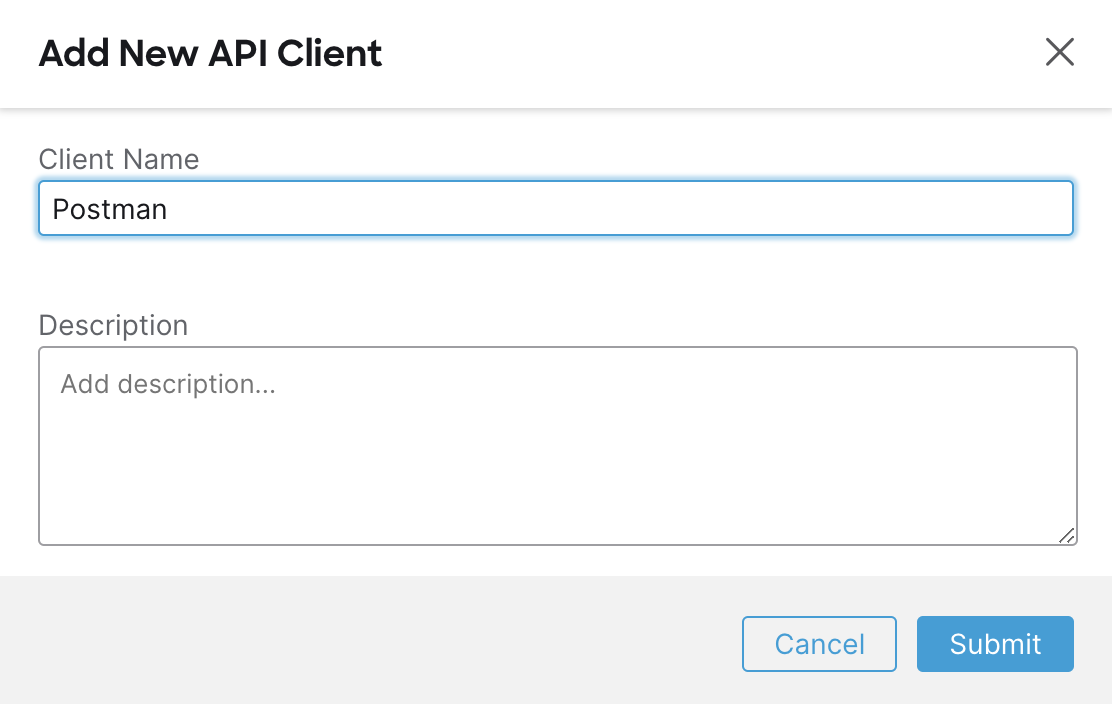 Add New API Client
Client Name
Postman
Description
Add description...
Cancel
Submit